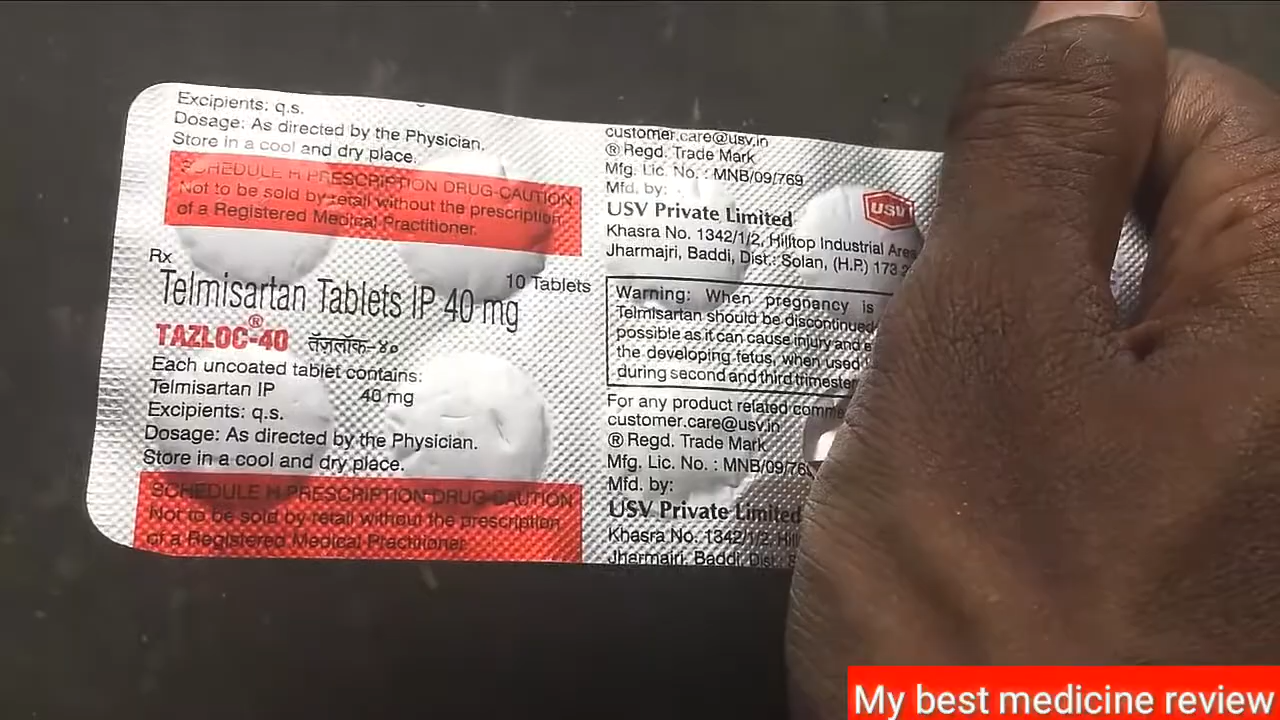 Excipients: q.s.
Dosage: As directed by the Physician.
Store in a cool and dry place.
SCHEDULE H PRESCRIPTION DRUG-CAUTION
Not to be sold by retail without the prescription
of a Registered Medical Practitioner.
Rx
10 Tablets
Telmisartan Tablets IP 40 mg
TAZLOC®-40 तॅज़लॉक-४०
Each uncoated tablet contains:
Telmisartan IP 40 mg
Excipients: q.s.
Dosage: As directed by the Physician.
Store in a cool and dry place.
SCHEDULE H PRESCRIPTION DRUG-CAUTION
Not to be sold by retail without the prescription
of a Registered Medical Practitioner.
customer.care@usv.in
® Regd. Trade Mark
Mfg. Lic. No. : MNB/09/769
Mfd. by:
USV Private Limited
USV
Khasra No. 1342/1/2, Hilltop Industrial Area
Jharmajri, Baddi, Dist.: Solan, (H.P.) 173 2
Warning: When pregnancy is
Telmisartan should be discontinued
possible as it can cause injury and
the developing fetus, when used
during second and third trimester
For any product related
customer.care@usv.in
® Regd. Trade Mark
Mfg. Lic. No. : MNB/09/769
Mfd. by:
USV Private Limited
Khasra No. 1342/1/2,
Jharmajri, Baddi, Dist.:
My best medicine review